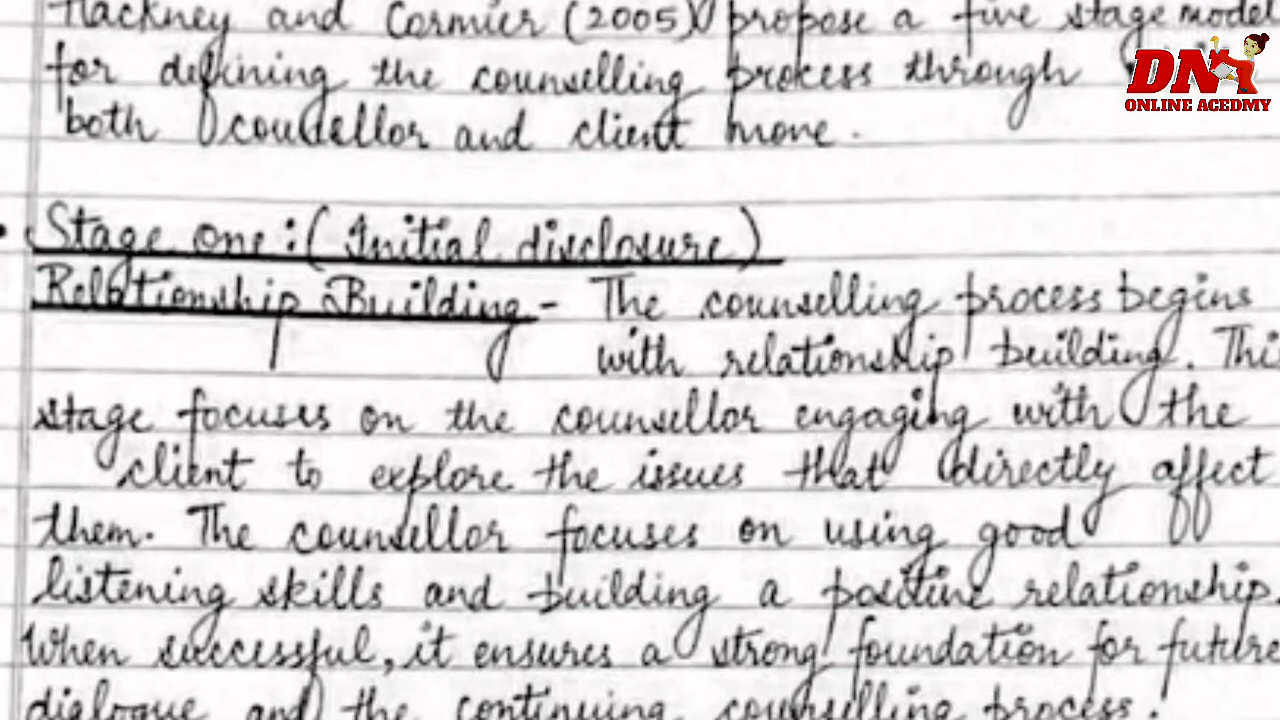 Hackney and Cormier (2005) propose a five stage model
for defining the counselling process through
both counsellor and client move.
Stage one: (Initial disclosure)
Relationship Building - The counselling process begins
with relationship building. Thi
stage focuses on the counsellor engaging with the
client to explore the issues that directly affect
them. The counsellor focuses on using good
listening skills and building a positive relationship.
When successful, it ensures a strong foundation for future
dialogue and the continuing counselling process.
DN
ONLINE ACEDMY